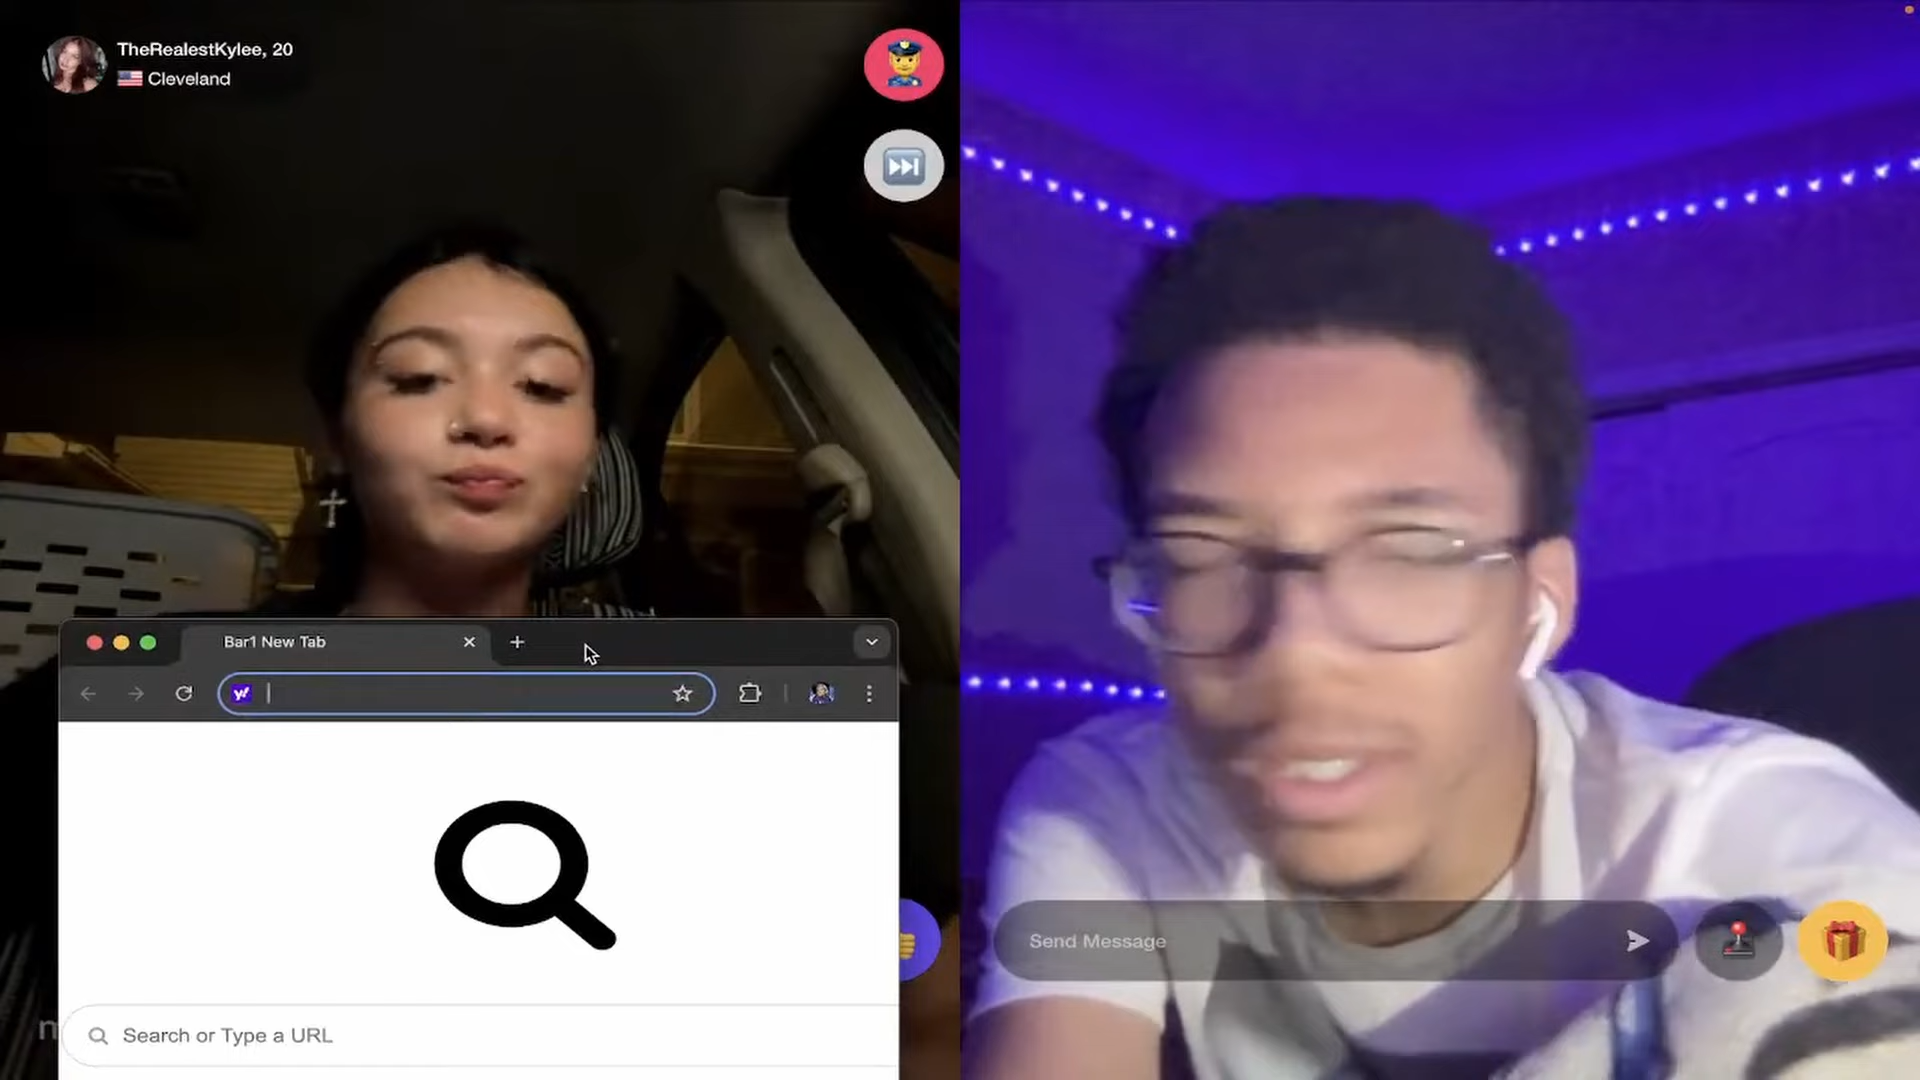 TheRealestKylee, 20
Cleveland
Bar1 New Tab
y!
Send Message
m
Search or Type a URL